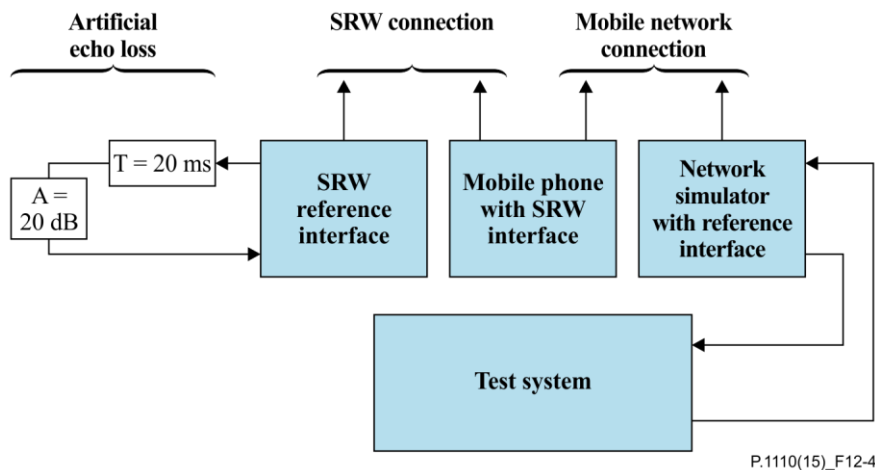 Artificial
echo loss
SRW connection
Mobile network
connection
T = 20 ms
A =
20 dB
SRW
reference
interface
Mobile phone
with SRW
interface
Network
simulator
with reference
interface
Test system
P.1110(15)_F12-4